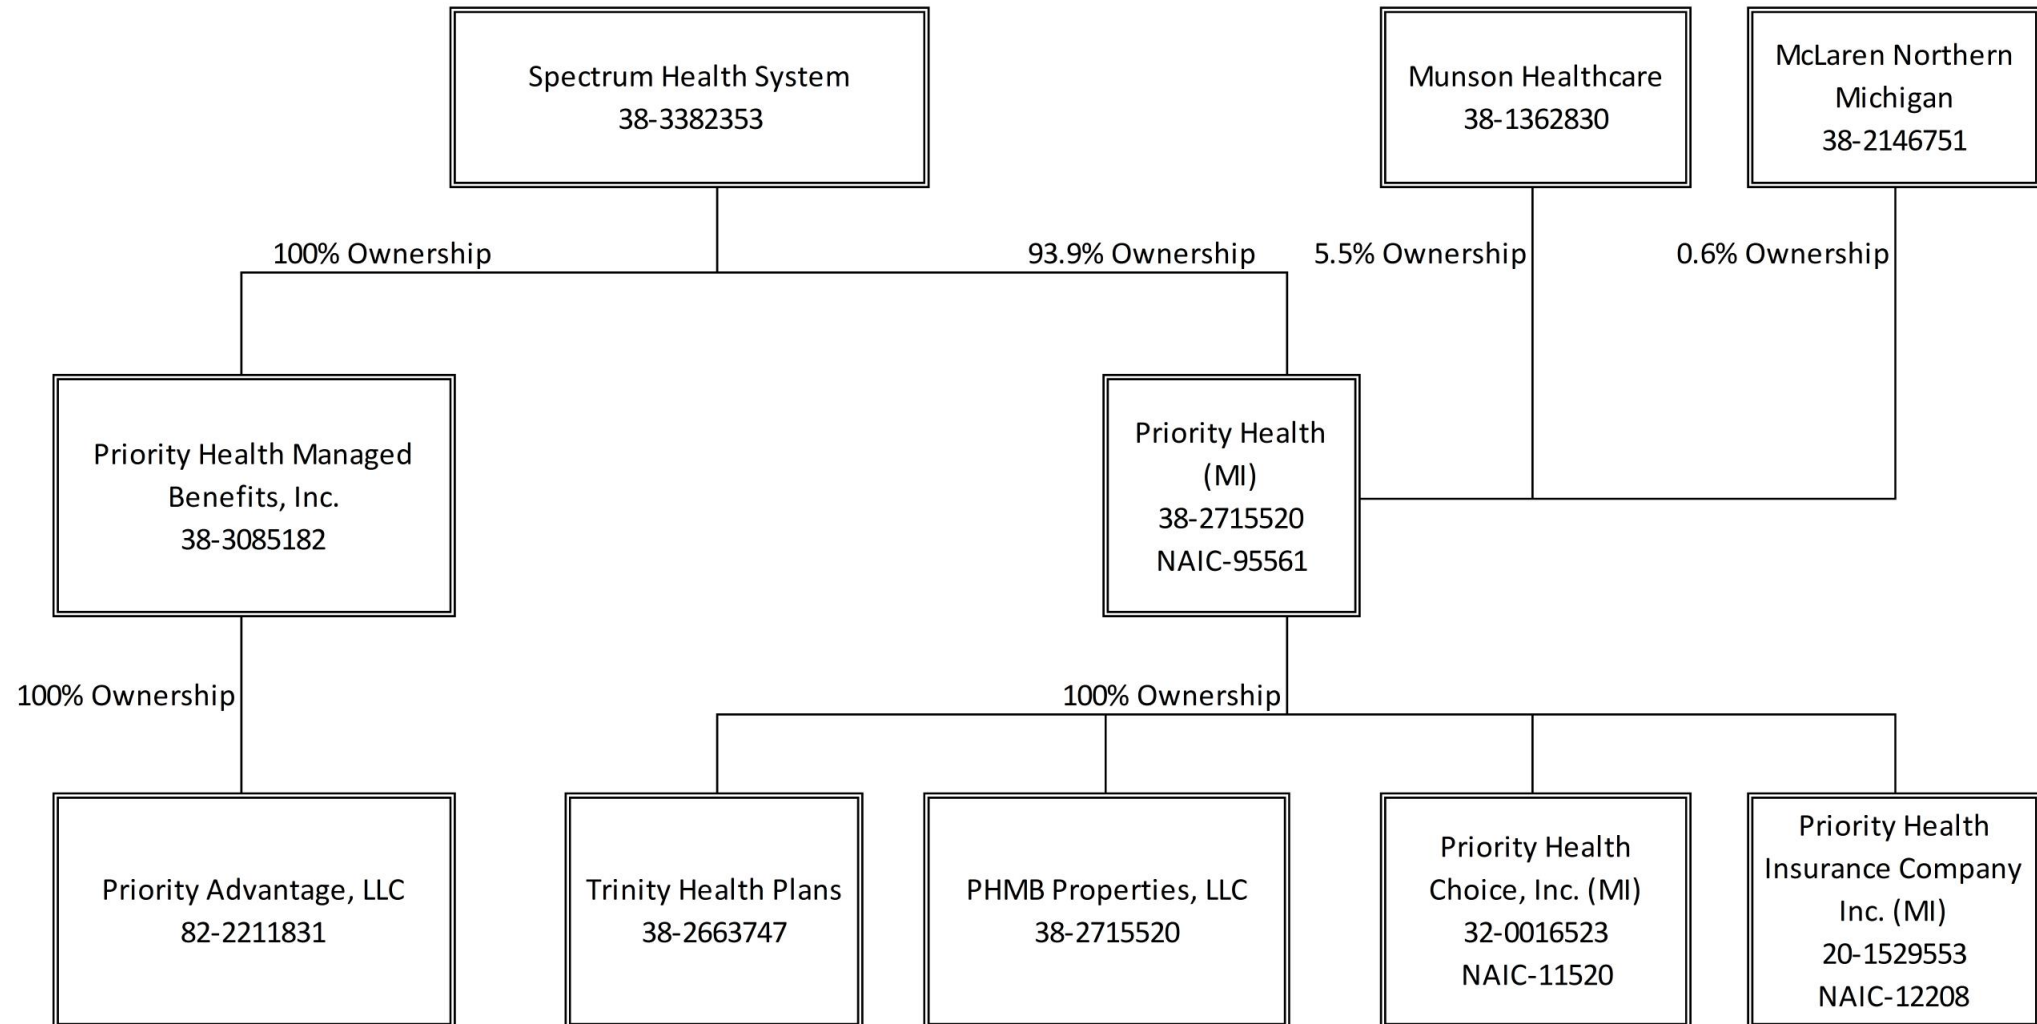 Spectrum Health System
38-3382353
Munson Healthcare
38-1362830
McLaren Northern
Michigan
38-2146751
100% Ownership
93.9% Ownership
5.5% Ownership
0.6% Ownership
Priority Health Managed
Benefits, Inc.
38-3085182
Priority Health
(MI)
38-2715520
NAIC-95561
100% Ownership
100% Ownership
Priority Advantage, LLC
82-2211831
Trinity Health Plans
38-2663747
PHMB Properties, LLC
38-2715520
Priority Health
Choice, Inc. (MI)
32-0016523
NAIC-11520
Priority Health
Insurance Company
Inc. (MI)
20-1529553
NAIC-12208